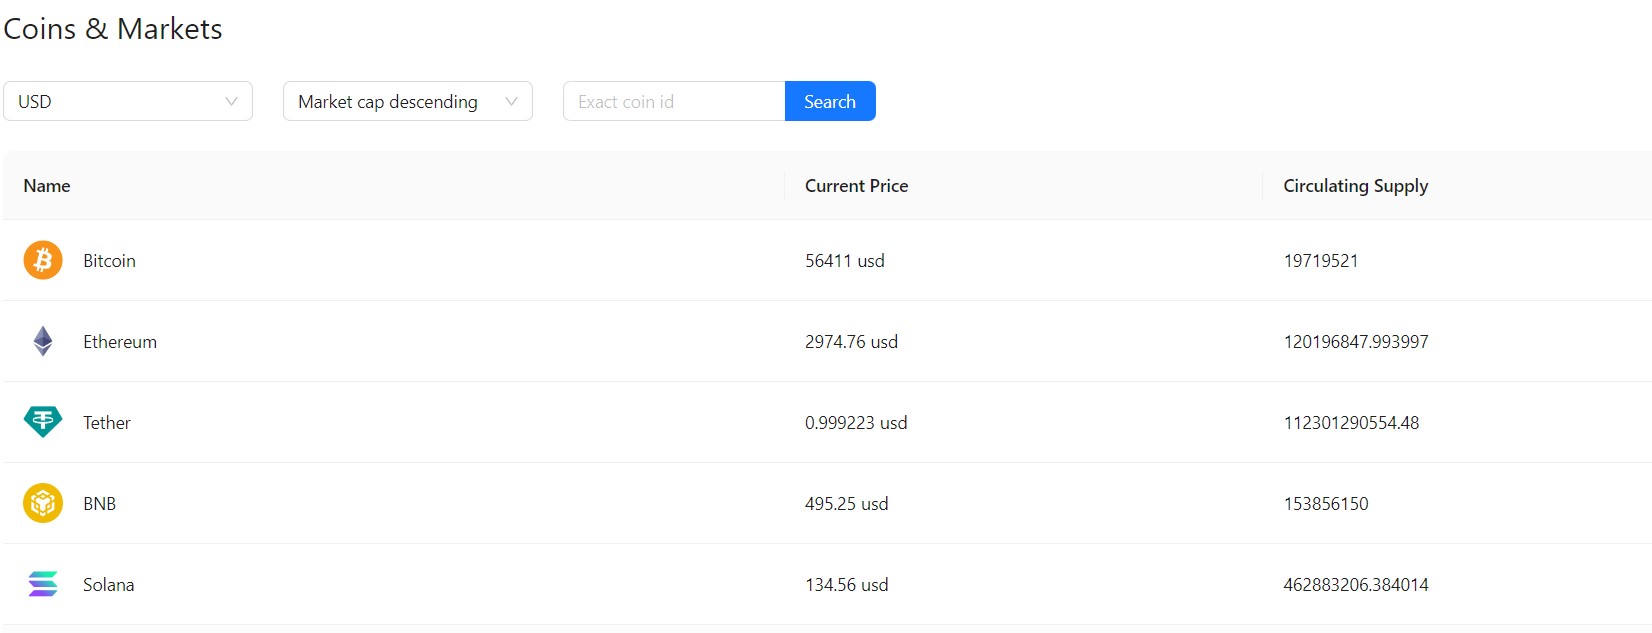 Coins & Markets
USD Market cap descending Exact coin id Search
Name Current Price Circulating Supply
Bitcoin 56411 usd 19719521
Ethereum 2974.76 usd 120196847.993997
Tether 0.999223 usd 112301290554.48
BNB 495.25 usd 153856150
Solana 134.56 usd 462883206.384014